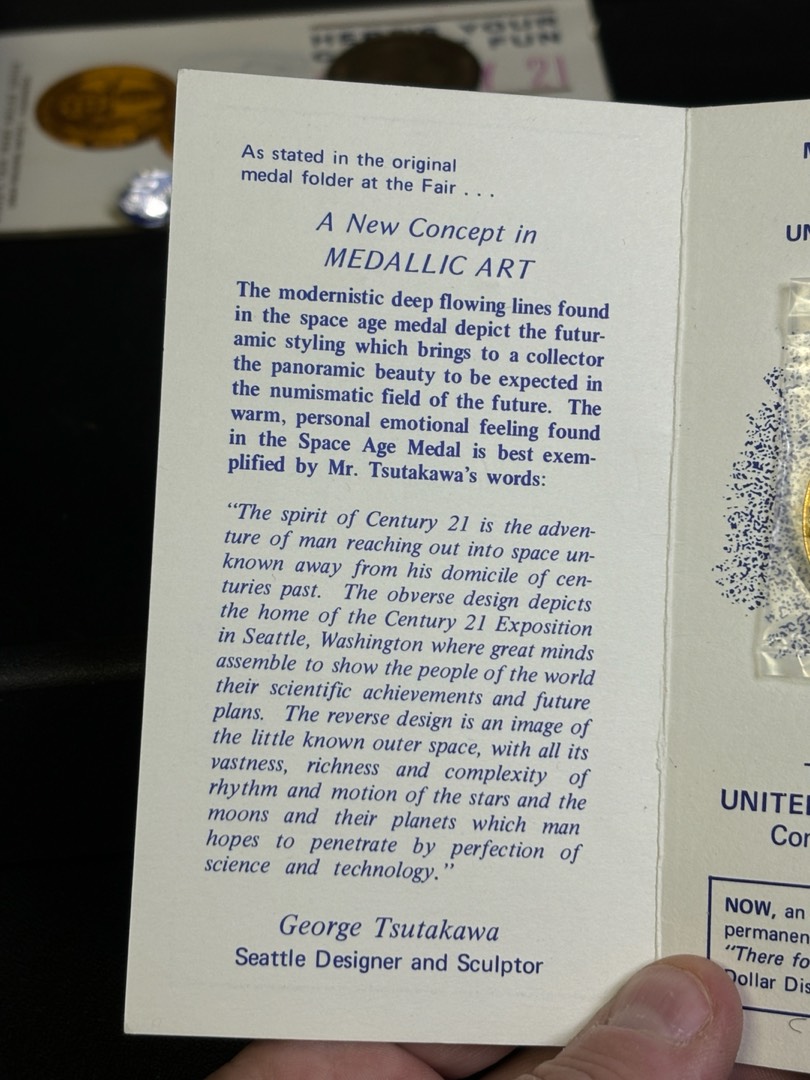 21
As stated in the original
medal folder at the Fair . . .
A New Concept in
MEDALLIC ART
The modernistic deep flowing lines found
in the space age medal depict the futur-
amic styling which brings to a collector
the panoramic beauty to be expected in
the numismatic field of the future. The
warm, personal emotional feeling found
in the Space Age Medal is best exem-
plified by Mr. Tsutakawa's words:
"The spirit of Century 21 is the adven-
ture of man reaching out into space un-
known away from his domicile of cen-
turies past. The obverse design depicts
the home of the Century 21 Exposition
in Seattle, Washington where great minds
assemble to show the people of the world
their scientific achievements and future
plans. The reverse design is an image of
the little known outer space, with all its
vastness, richness and complexity of
rhythm and motion of the stars and the
moons and their planets which man
hopes to penetrate by perfection of
science and technology."
George Tsutakawa
Seattle Designer and Sculptor
NOW, an
permanen
"There fo
Dollar Dis
UNITE
Co